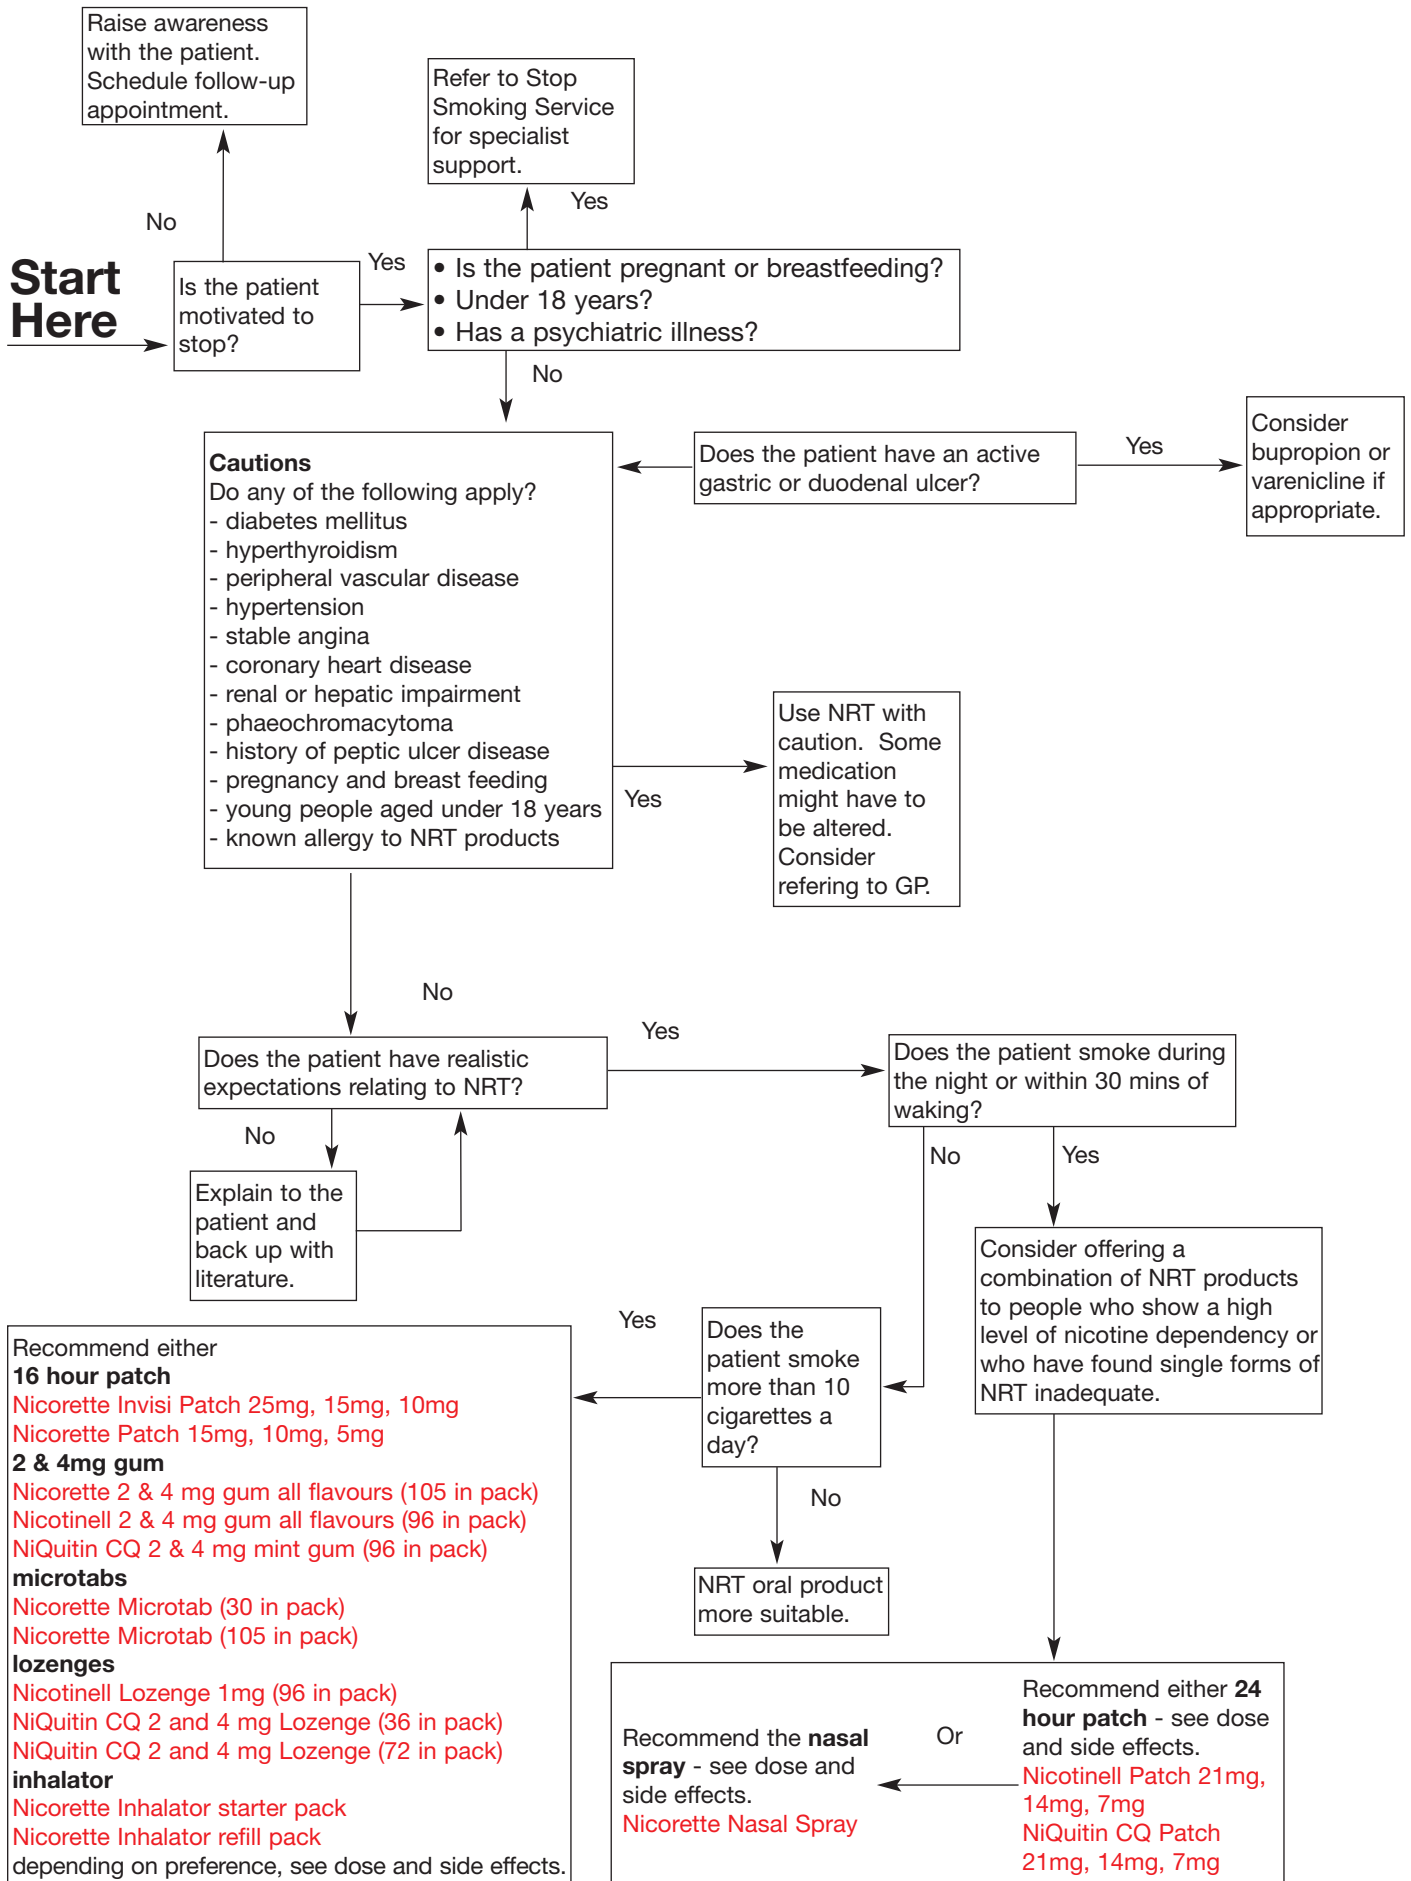 Raise awareness
with the patient.
Schedule follow-up
appointment.
Refer to Stop
Smoking Service
for specialist
support.
No
Yes
Start
Here
Is the patient
motivated to
stop?
Yes
• Is the patient pregnant or breastfeeding?
• Under 18 years?
• Has a psychiatric illness?
No
Cautions
Do any of the following apply?
- diabetes mellitus
- hyperthyroidism
- peripheral vascular disease
- hypertension
- stable angina
- coronary heart disease
- renal or hepatic impairment
- phaeochromacytoma
- history of peptic ulcer disease
- pregnancy and breast feeding
- young people aged under 18 years
- known allergy to NRT products
Does the patient have an active
gastric or duodenal ulcer?
Yes
Consider
bupropion or
varenicline if
appropriate.
Yes
Use NRT with
caution.  Some
medication
might have to
be altered.
Consider
refering to GP.
No
Does the patient have realistic
expectations relating to NRT?
Yes
Does the patient smoke during
the night or within 30 mins of
waking?
No
Explain to the
patient and
back up with
literature.
No
Yes
Consider offering a
combination of NRT products
to people who show a high
level of nicotine dependency or
who have found single forms of
NRT inadequate.
Does the
patient smoke
more than 10
cigarettes a
day?
Yes
No
NRT oral product
more suitable.
Recommend either
16 hour patch
Nicorette Invisi Patch 25mg, 15mg, 10mg
Nicorette Patch 15mg, 10mg, 5mg
2 & 4mg gum
Nicorette 2 & 4 mg gum all flavours (105 in pack)
Nicotinell 2 & 4 mg gum all flavours (96 in pack)
NiQuitin CQ 2 & 4 mg mint gum (96 in pack)
microtabs
Nicorette Microtab (30 in pack)
Nicorette Microtab (105 in pack)
lozenges
Nicotinell Lozenge 1mg (96 in pack)
NiQuitin CQ 2 and 4 mg Lozenge (36 in pack)
NiQuitin CQ 2 and 4 mg Lozenge (72 in pack)
inhalator
Nicorette Inhalator starter pack
Nicorette Inhalator refill pack
depending on preference, see dose and side effects.
Recommend the nasal
spray - see dose and
side effects.
Nicorette Nasal Spray
Or
Recommend either 24
hour patch - see dose
and side effects.
Nicotinell Patch 21mg,
14mg, 7mg
NiQuitin CQ Patch
21mg, 14mg, 7mg